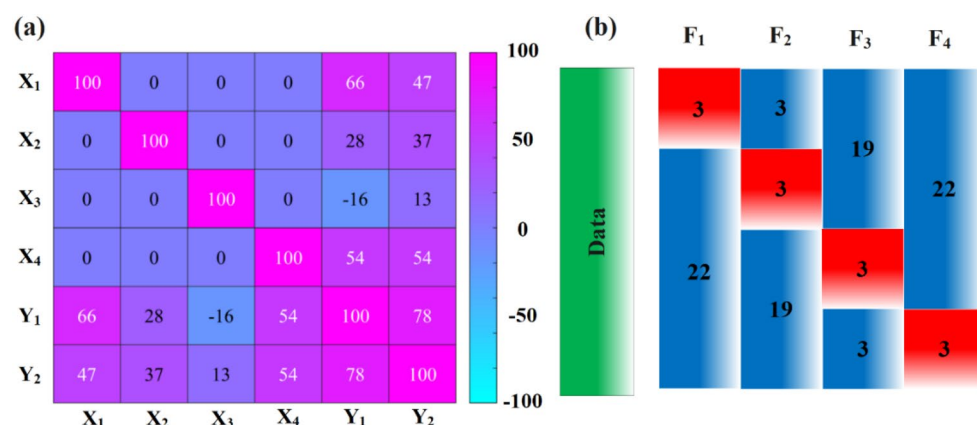 (a)
X1 100 0 0 0 66 47
X2 0 100 0 0 28 37
X3 0 0 100 0 -16 13
X4 0 0 0 100 54 54
Y1 66 28 -16 54 100 78
Y2 47 37 13 54 78 100
X1 X2 X3 X4 Y1 Y2
100
50
0
-50
-100
(b)
F1 F2 F3 F4
Data
3 3
19
3 22
22 3
19
3 3